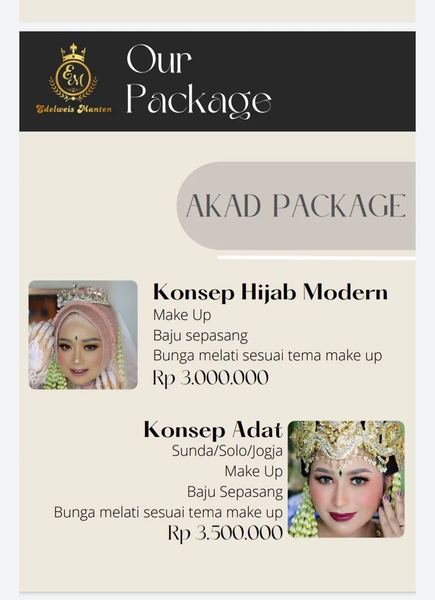 EM
Edelweis Manten
Our
Package
AKAD PACKAGE
Konsep Hijab Modern
Make Up
Baju sepasang
Bunga melati sesuai tema make up
Rp 3.000.000
Konsep Adat
Sunda/Solo/Jogja
Make Up
Baju Sepasang
Bunga melati sesuai tema make up
Rp 3.500.000